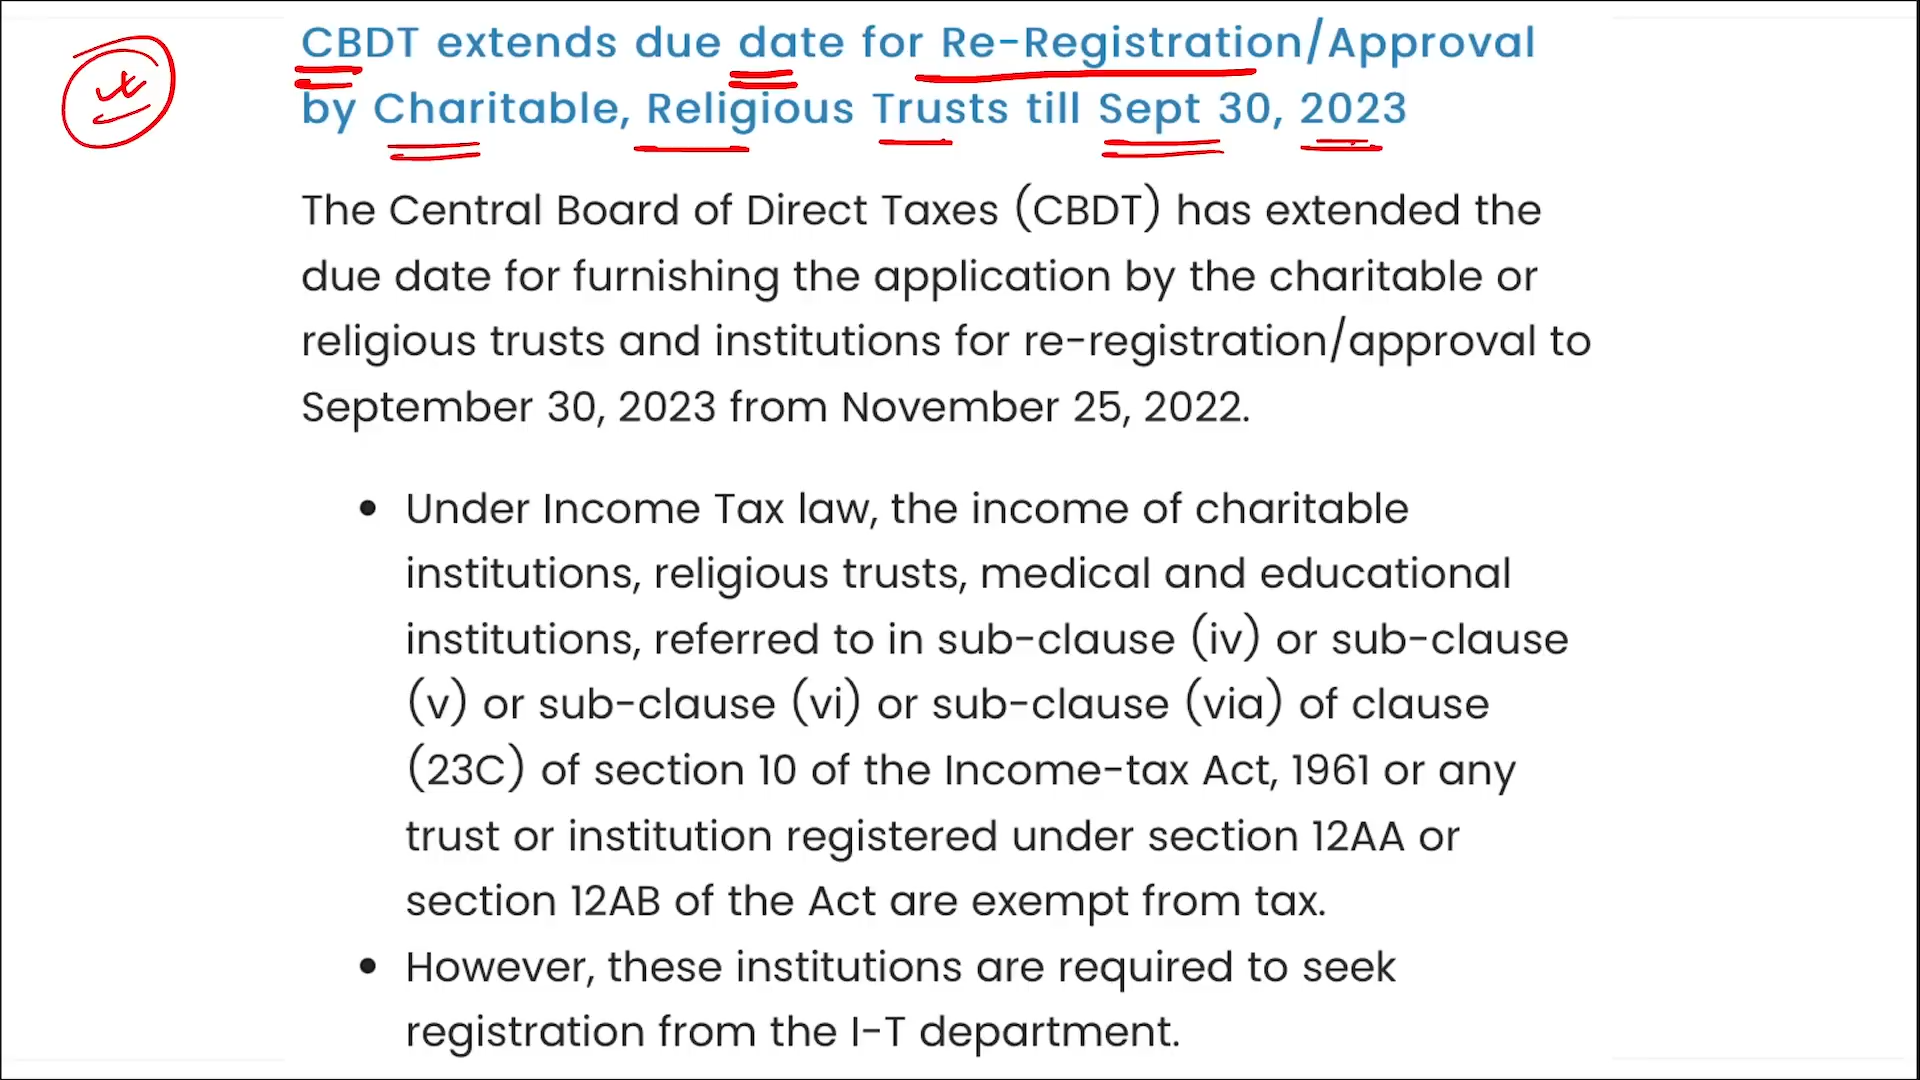 CBDT extends due date for Re-Registration/Approval
by Charitable, Religious Trusts till Sept 30, 2023
The Central Board of Direct Taxes (CBDT) has extended the
due date for furnishing the application by the charitable or
religious trusts and institutions for re-registration/approval to
September 30, 2023 from November 25, 2022.
• Under Income Tax law, the income of charitable
institutions, religious trusts, medical and educational
institutions, referred to in sub-clause (iv) or sub-clause
(v) or sub-clause (vi) or sub-clause (via) of clause
(23C) of section 10 of the Income-tax Act, 1961 or any
trust or institution registered under section 12AA or
section 12AB of the Act are exempt from tax.
• However, these institutions are required to seek
registration from the I-T department.